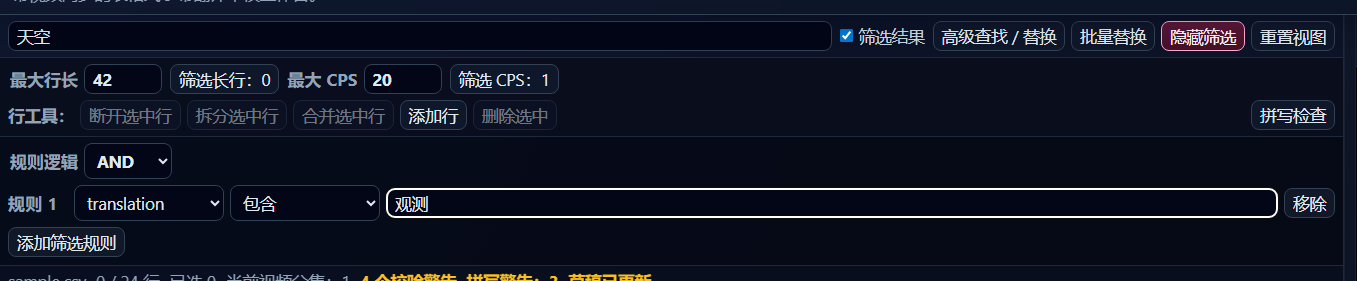 天空 筛选结果 高级查找 / 替换 批量替换 隐藏筛选 重置视图
最大行长 42 筛选长行：0 最大 CPS 20 筛选 CPS：1
行工具： 断开选中行 拆分选中行 合并选中行 添加行 删除选中 拼写检查
规则逻辑 AND
规则 1 translation 包含 观测 移除
添加筛选规则